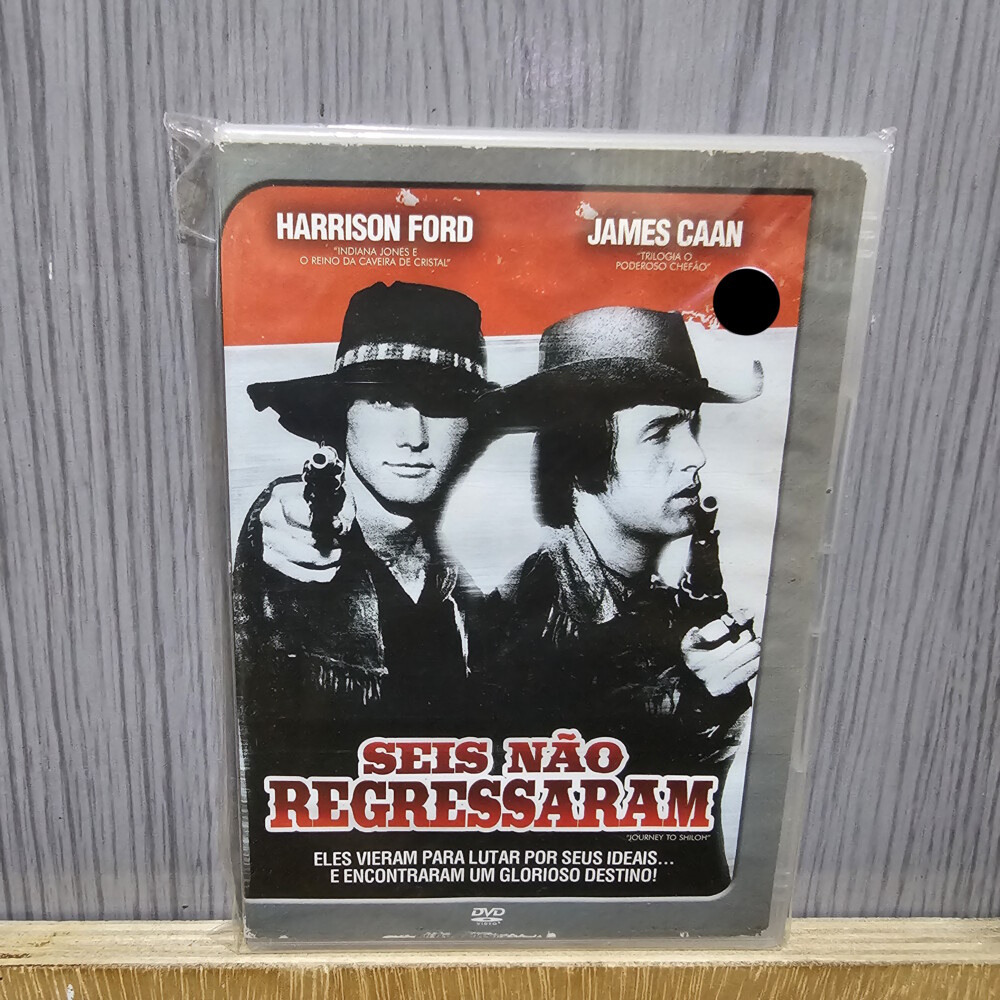 HARRISON FORD
"INDIANA JONES E
O REINO DA CAVEIRA DE CRISTAL"
JAMES CAAN
"TRILOGIA O
PODEROSO CHEFÃO"
SEIS NÃO
REGRESSARAM
"JOURNEY TO SHILOH"
ELES VIERAM PARA LUTAR POR SEUS IDEAIS...
E ENCONTRARAM UM GLORIOSO DESTINO!
DVD
VIDEO